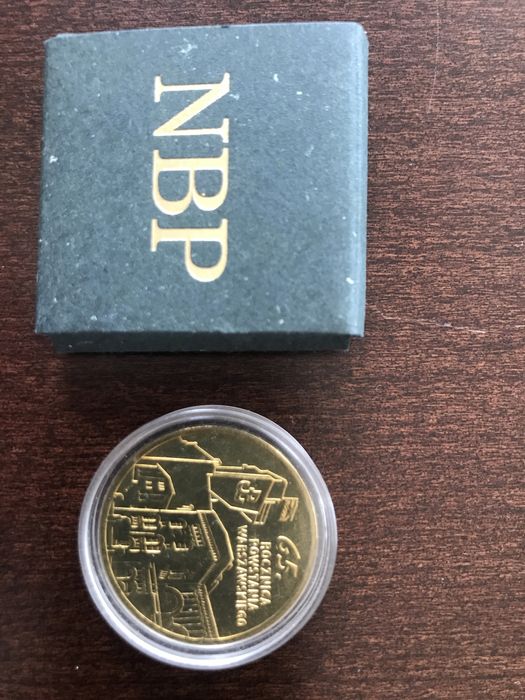 NBP
65.
ROCZNICA
POWSTANIA
WARSZAWSKIEGO